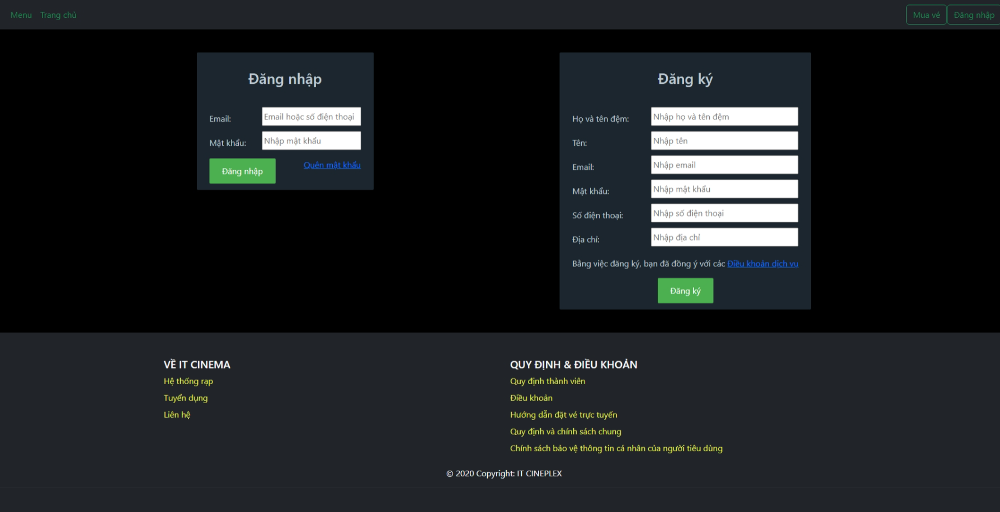 Menu Trang chủ Mua vé Đăng nhập
Đăng nhập
Email: Email hoặc số điện thoại
Mật khẩu: Nhập mật khẩu
Đăng nhập Quên mật khẩu
Đăng ký
Họ và tên đệm: Nhập họ và tên đệm
Tên: Nhập tên
Email: Nhập email
Mật khẩu: Nhập mật khẩu
Số điện thoại: Nhập số điện thoại
Địa chỉ: Nhập địa chỉ
Bằng việc đăng ký, bạn đã đồng ý với các Điều khoản dịch vụ
Đăng ký
VỀ IT CINEMA
Hệ thống rạp
Tuyển dụng
Liên hệ
QUY ĐỊNH & ĐIỀU KHOẢN
Quy định thành viên
Điều khoản
Hướng dẫn đặt vé trực tuyến
Quy định và chính sách chung
Chính sách bảo vệ thông tin cá nhân của người tiêu dùng
© 2020 Copyright: IT CINEPLEX